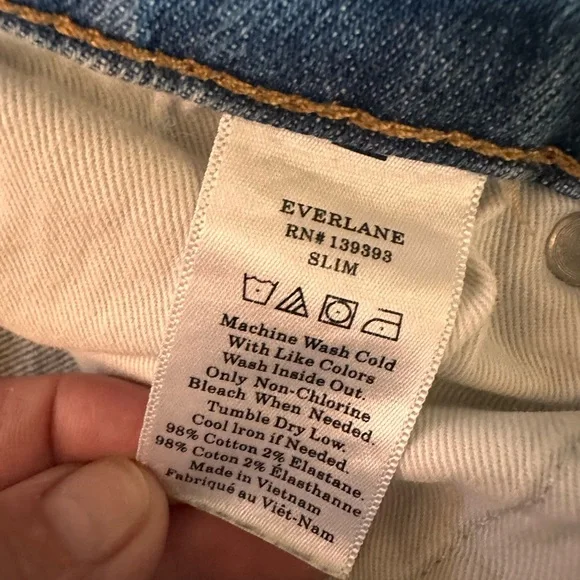 EVERLANE
RN# 139393
SLIM
Machine Wash Cold
With Like Colors
Wash Inside Out.
Only Non-Chlorine
Bleach When Needed.
Tumble Dry Low.
Cool Iron if Needed.
98% Cotton 2% Elastane.
98% Coton 2% Élasthanne
Made in Vietnam
Fabriqué au Viêt-Nam